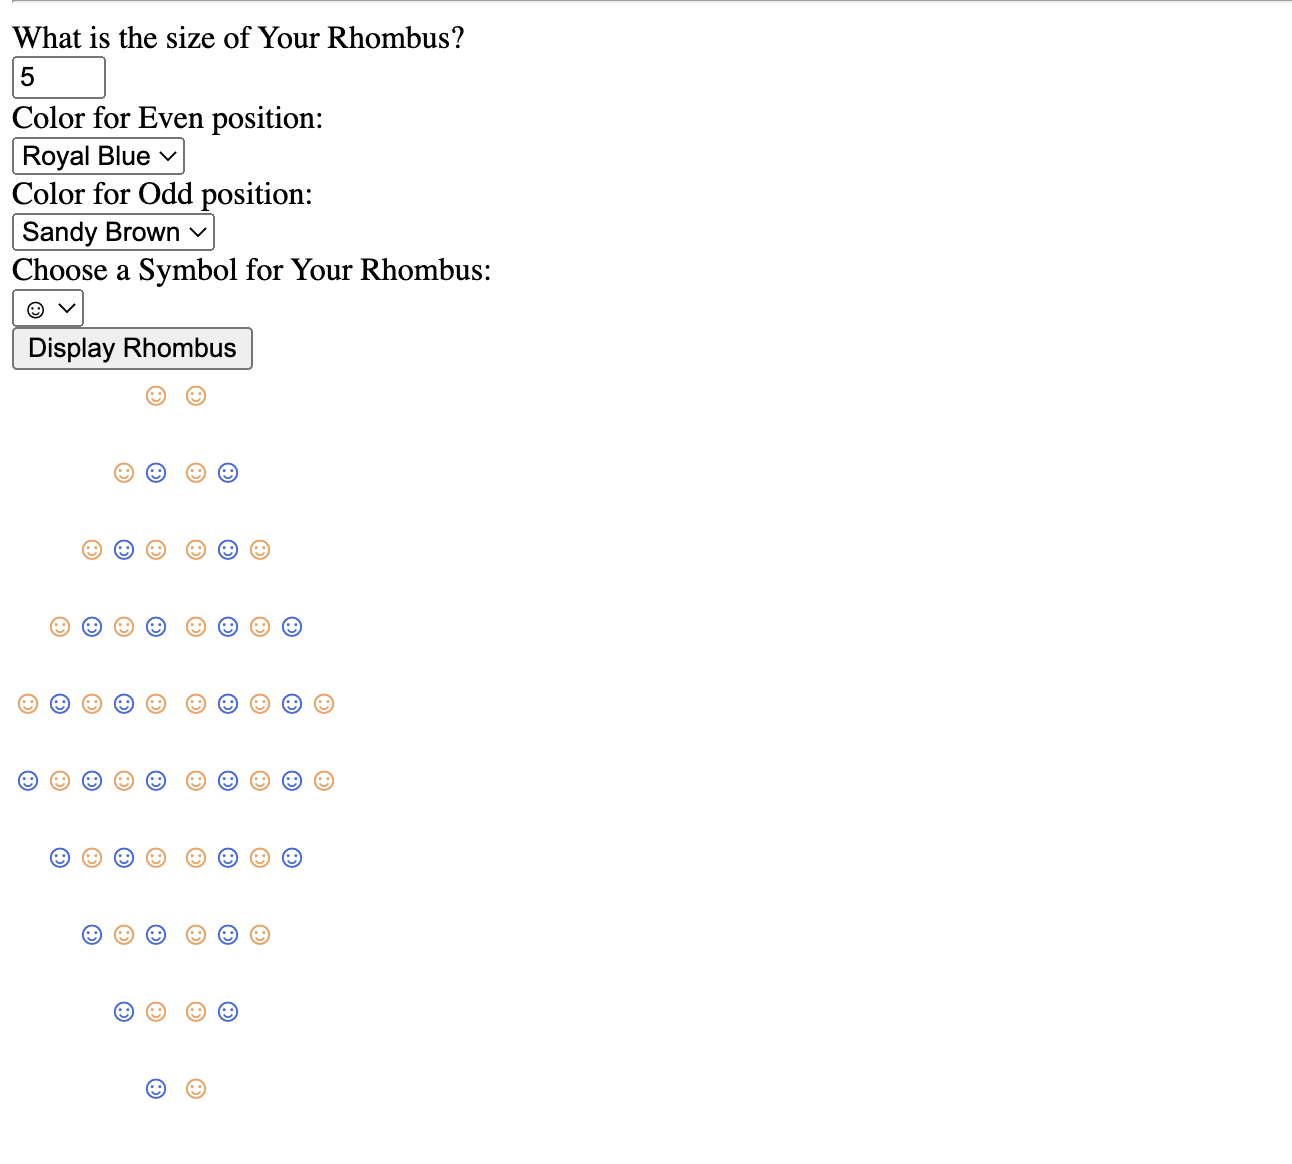 What is the size of Your Rhombus?
5
Color for Even position:
Royal Blue
Color for Odd position:
Sandy Brown
Choose a Symbol for Your Rhombus:
☺
Display Rhombus
☺ ☺
☺ ☺ ☺ ☺
☺ ☺ ☺ ☺ ☺ ☺
☺ ☺ ☺ ☺ ☺ ☺ ☺ ☺
☺ ☺ ☺ ☺ ☺ ☺ ☺ ☺ ☺ ☺
☺ ☺ ☺ ☺ ☺ ☺ ☺ ☺ ☺ ☺
☺ ☺ ☺ ☺ ☺ ☺ ☺ ☺
☺ ☺ ☺ ☺ ☺ ☺
☺ ☺ ☺ ☺
☺ ☺